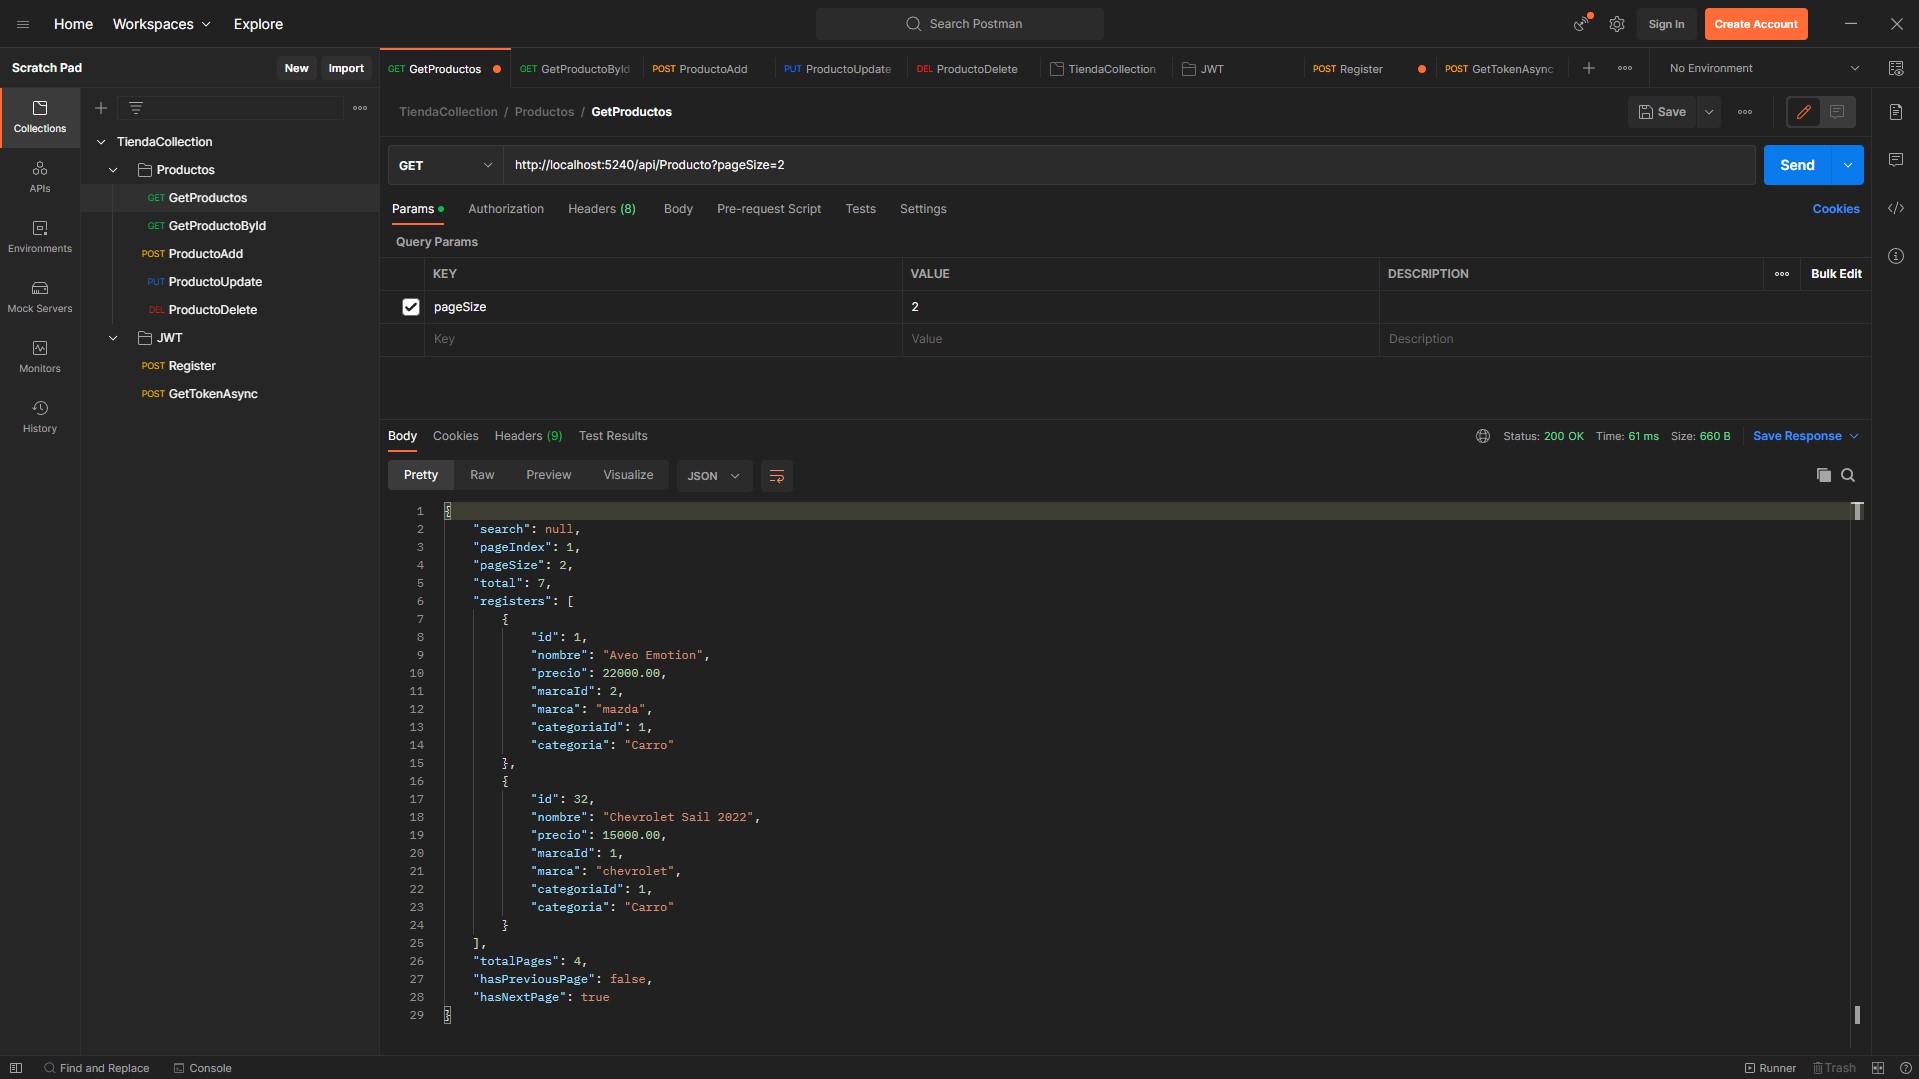 Home Workspaces Explore Search Postman Sign In Create Account
Scratch Pad New Import
GET GetProductos GET GetProductoById POST ProductoAdd PUT ProductoUpdate DEL ProductoDelete TiendaCollection JWT POST Register POST GetTokenAsync No Environment
Collections
APIs
Environments
Mock Servers
Monitors
History
TiendaCollection
Productos
GET GetProductos
GET GetProductoById
POST ProductoAdd
PUT ProductoUpdate
DEL ProductoDelete
JWT
POST Register
POST GetTokenAsync
TiendaCollection / Productos / GetProductos Save
GET http://localhost:5240/api/Producto?pageSize=2 Send
Params Authorization Headers (8) Body Pre-request Script Tests Settings Cookies
Query Params
KEY VALUE DESCRIPTION Bulk Edit
pageSize 2
Key Value Description
Body Cookies Headers (9) Test Results Status: 200 OK Time: 61 ms Size: 660 B Save Response
Pretty Raw Preview Visualize JSON
1 {
2 "search": null,
3 "pageIndex": 1,
4 "pageSize": 2,
5 "total": 7,
6 "registers": [
7 {
8 "id": 1,
9 "nombre": "Aveo Emotion",
10 "precio": 22000.00,
11 "marcaId": 2,
12 "marca": "mazda",
13 "categoriaId": 1,
14 "categoria": "Carro"
15 },
16 {
17 "id": 32,
18 "nombre": "Chevrolet Sail 2022",
19 "precio": 15000.00,
20 "marcaId": 1,
21 "marca": "chevrolet",
22 "categoriaId": 1,
23 "categoria": "Carro"
24 }
25 ],
26 "totalPages": 4,
27 "hasPreviousPage": false,
28 "hasNextPage": true
29 }
Find and Replace Console Runner Trash